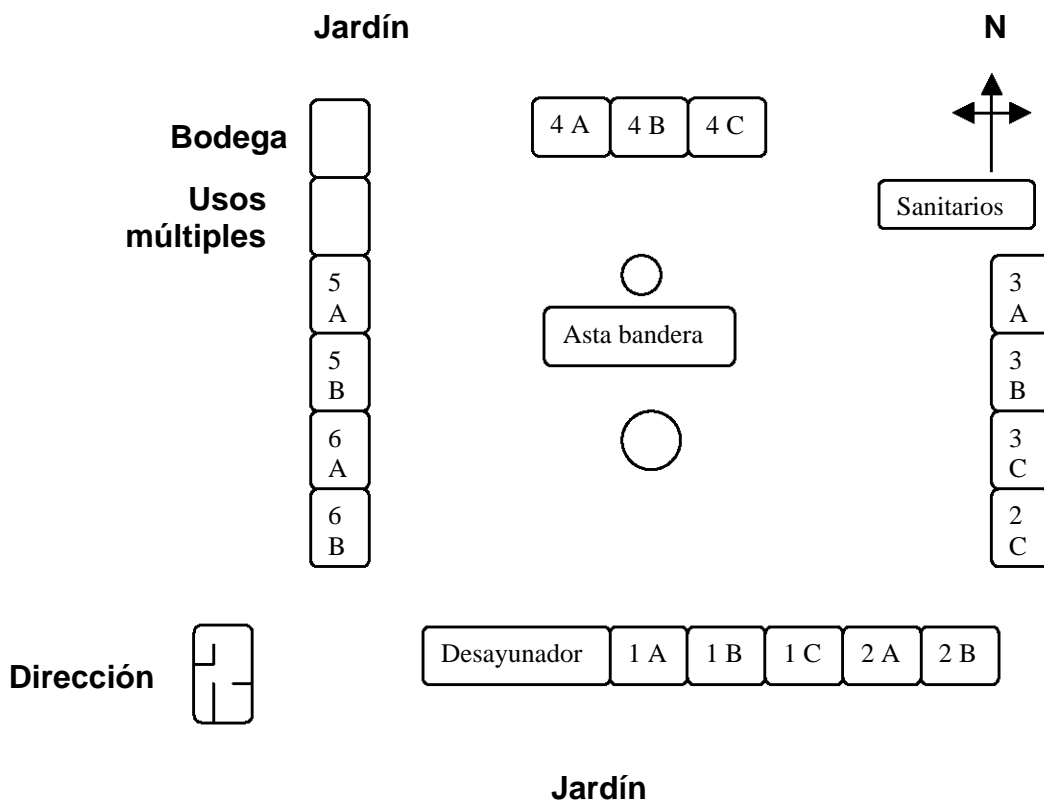 Jardín
N
Bodega
4 A
4 B
4 C
Usos
múltiples
Sanitarios
5
A
5
B
6
A
6
B
Asta bandera
3
A
3
B
3
C
2
C
Dirección
Desayunador
1 A
1 B
1 C
2 A
2 B
Jardín